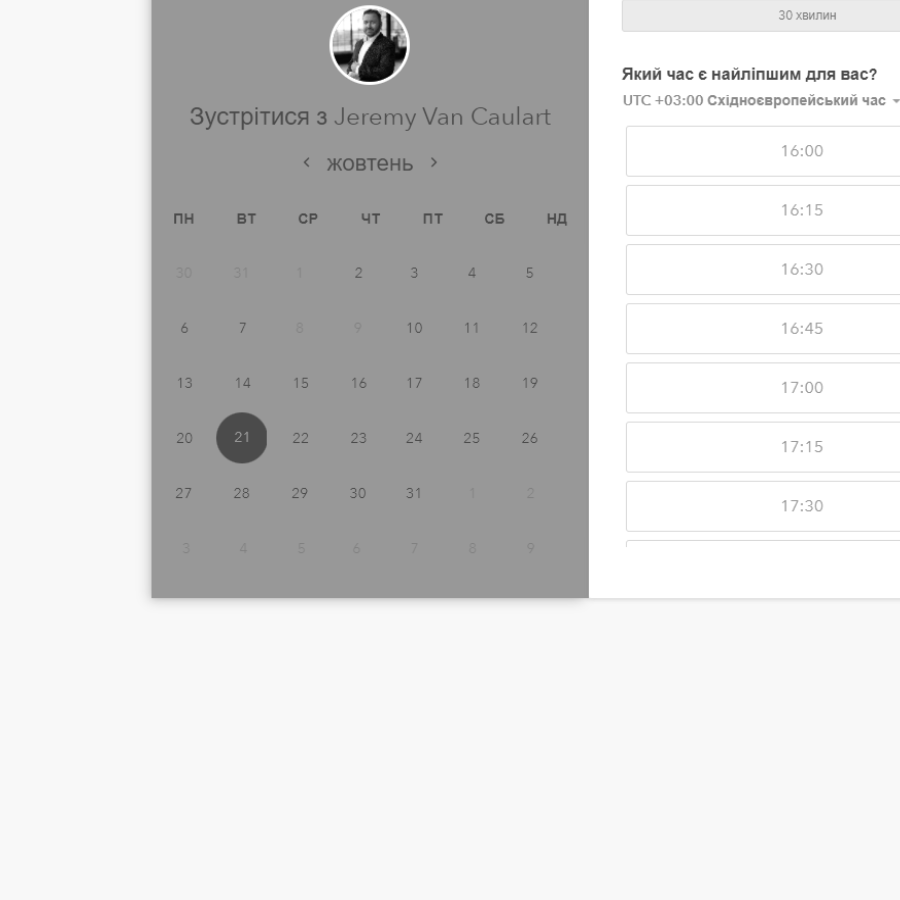 Зустрітися з Jeremy Van Caulart
жовтень
ПН ВТ СР ЧТ ПТ СБ НД
30 31 1 2 3 4 5
6 7 8 9 10 11 12
13 14 15 16 17 18 19
20 21 22 23 24 25 26
27 28 29 30 31 1 2
3 4 5 6 7 8 9
30 хвилин
Який час є найліпшим для вас?
UTC +03:00 Східноєвропейський час
16:00
16:15
16:30
16:45
17:00
17:15
17:30